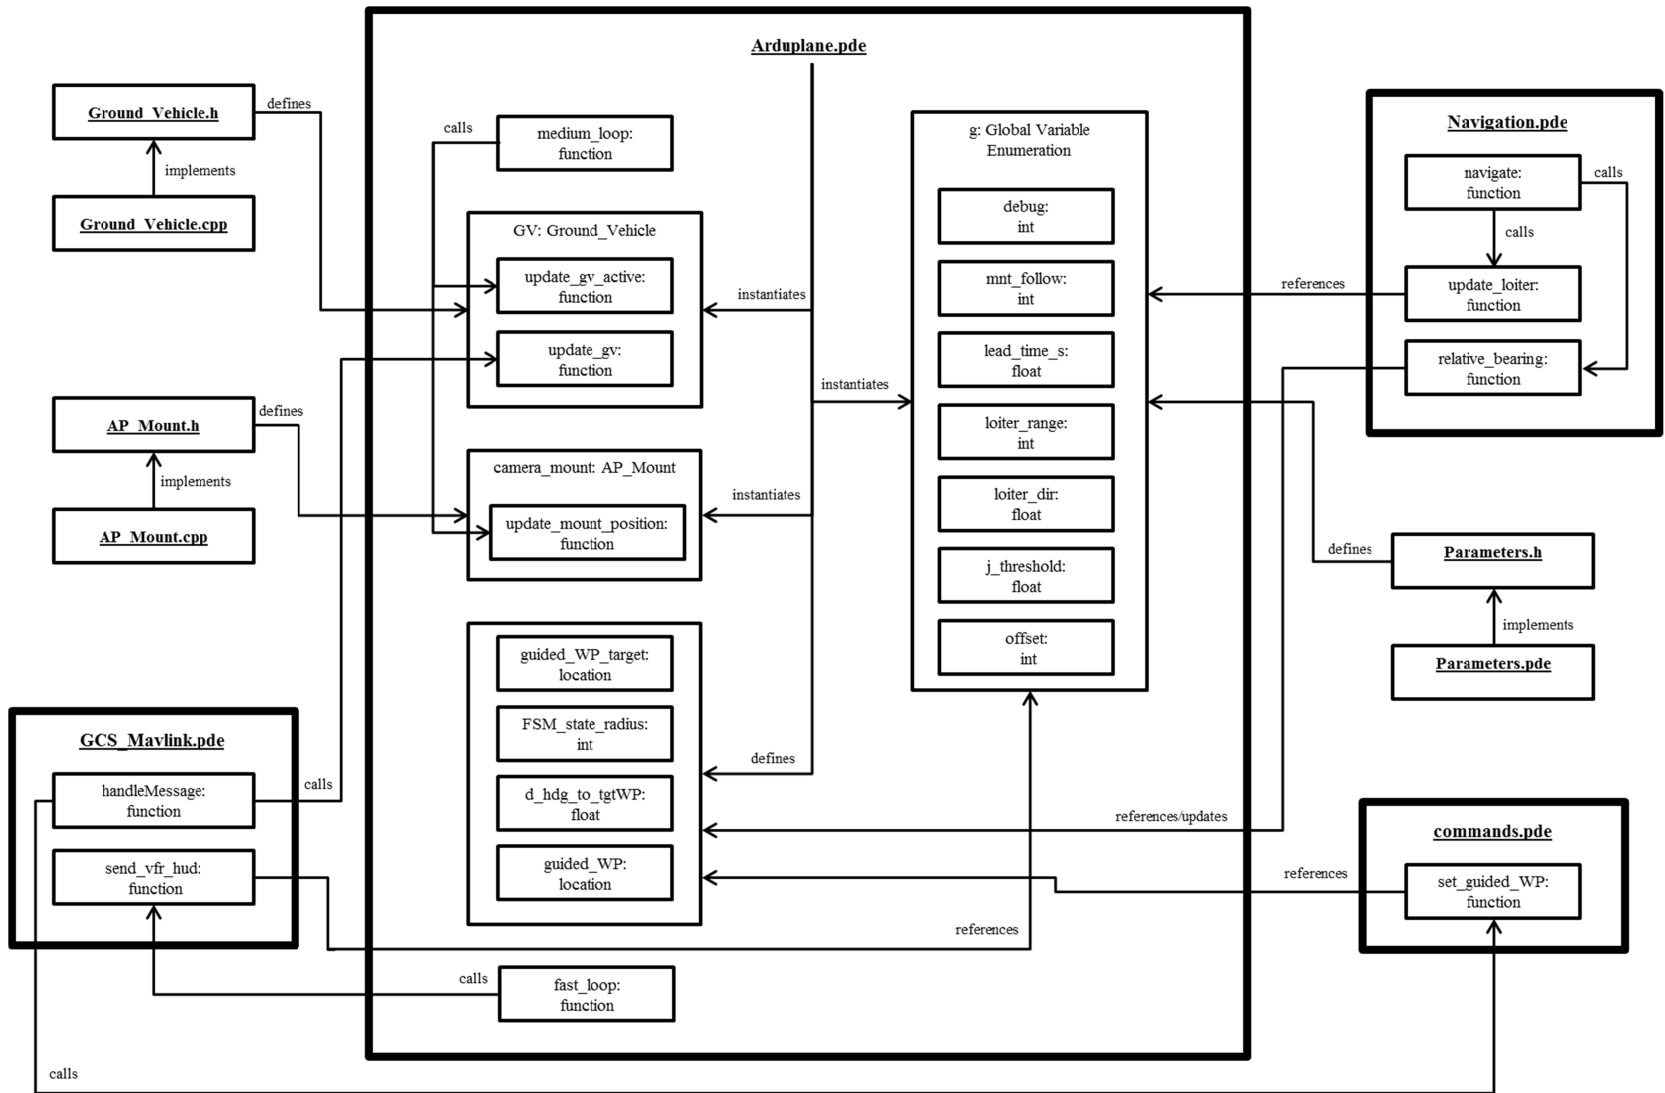 Arduplane.pde
Ground_Vehicle.h
defines
implements
Ground_Vehicle.cpp
AP_Mount.h
defines
implements
AP_Mount.cpp
GCS_Mavlink.pde
handleMessage:
function
calls
send_vfr_hud:
function
calls
calls
medium_loop:
function
GV: Ground_Vehicle
update_gv_active:
function
update_gv:
function
instantiates
camera_mount: AP_Mount
update_mount_position:
function
instantiates
instantiates
guided_WP_target:
location
FSM_state_radius:
int
d_hdg_to_tgtWP:
float
guided_WP:
location
defines
calls
fast_loop:
function
references
g: Global Variable
Enumeration
debug:
int
mnt_follow:
int
lead_time_s:
float
loiter_range:
int
loiter_dir:
float
j_threshold:
float
offset:
int
Navigation.pde
navigate:
function
calls
calls
update_loiter:
function
references
relative_bearing:
function
references/updates
Parameters.h
defines
implements
Parameters.pde
commands.pde
set_guided_WP:
function
references